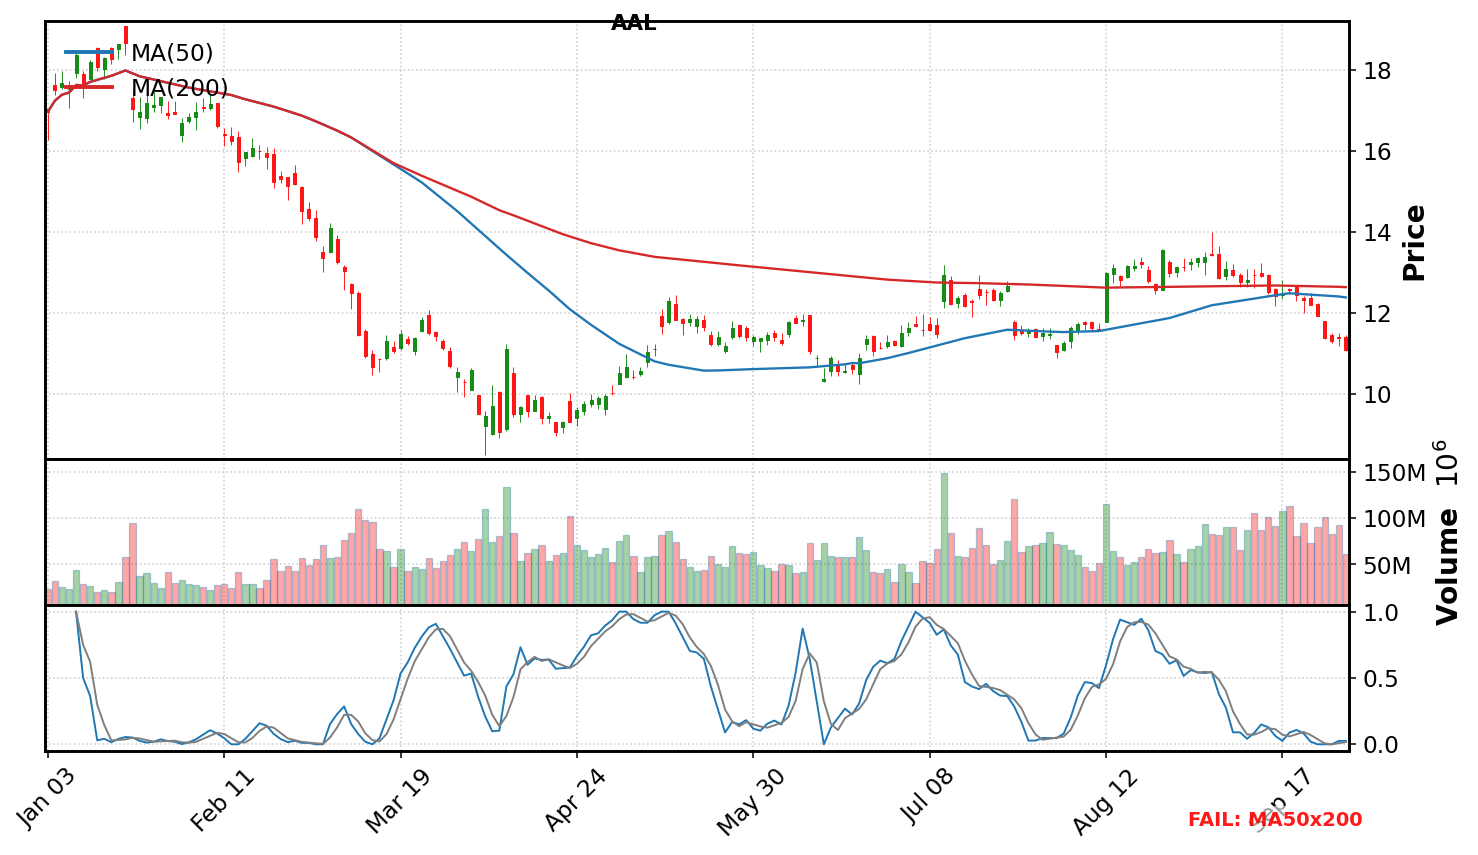 AAL
MA(50)
MA(200)
18
16
14
12
10
Price
150M
100M
50M
Volume 10⁶
1.0
0.5
0.0
Jan 03
Feb 11
Mar 19
Apr 24
May 30
Jul 08
Aug 12
Sep 17
FAIL: MA50x200